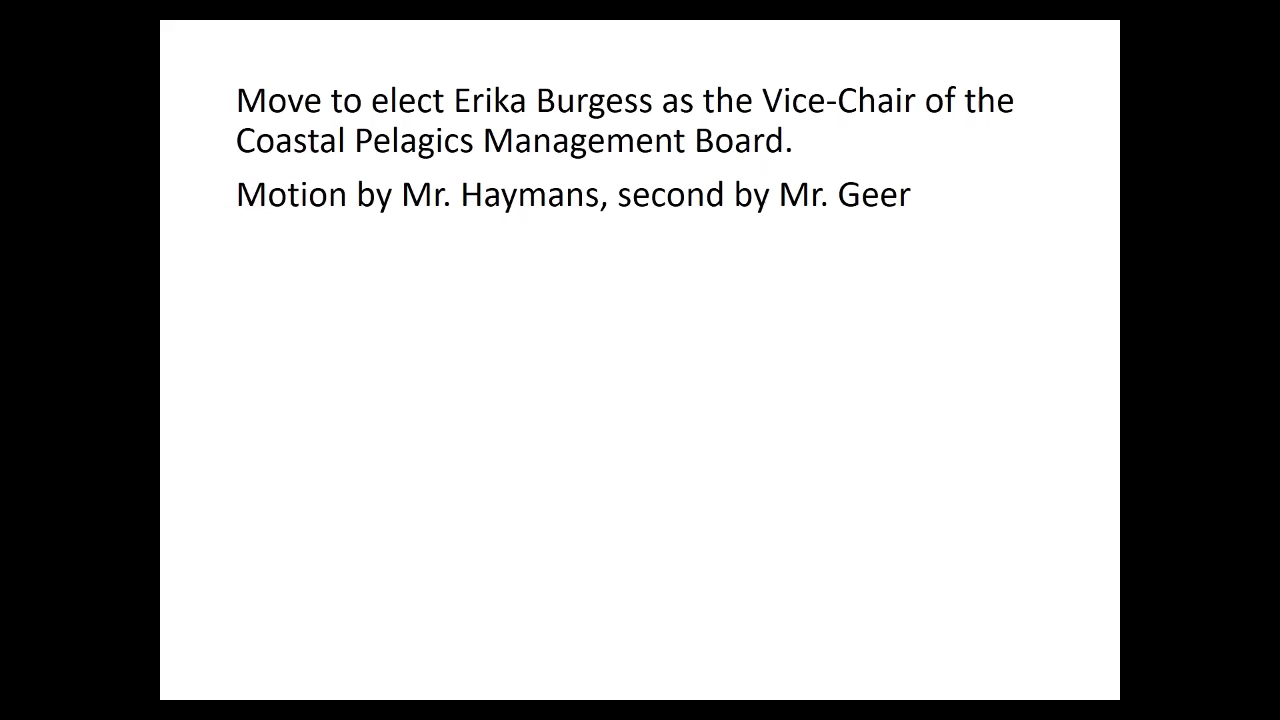 Move to elect Erika Burgess as the Vice-Chair of the
Coastal Pelagics Management Board.
Motion by Mr. Haymans, second by Mr. Geer